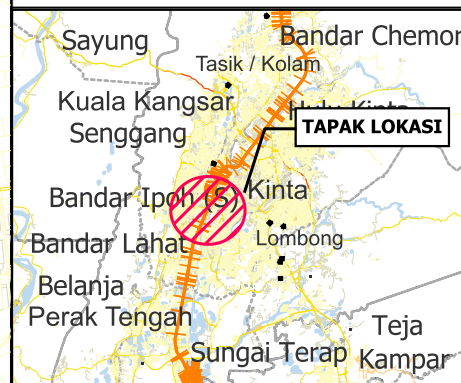 Sayung
Bandar Chemor
Tasik / Kolam
Kuala Kangsar
Hulu Kinta
Senggang
TAPAK LOKASI
Bandar Ipoh (S)
Kinta
Bandar Lahat
Lombong
Belanja
Perak Tengah
Teja
Sungai Terap
Kampar